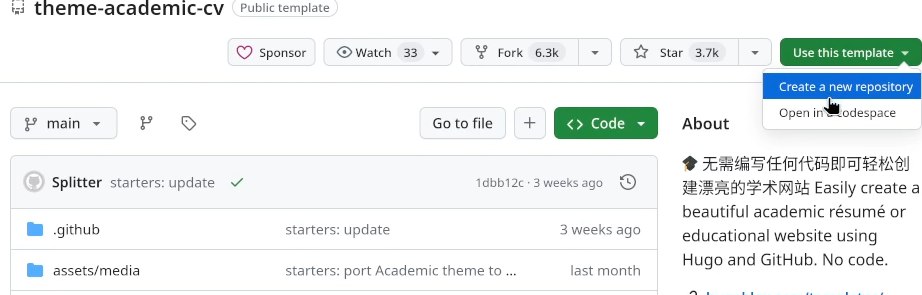 theme-academic-cv Public template
Sponsor Watch 33 Fork 6.3k Star 3.7k Use this template
Create a new repository
Open in a codespace
main Go to file Code About
Splitter starters: update 1dbb12c · 3 weeks ago
🎓 无需编写任何代码即可轻松创
建漂亮的学术网站 Easily create a
beautiful academic résumé or
educational website using
Hugo and GitHub. No code.
.github starters: update 3 weeks ago
assets/media starters: port Academic theme to ... last month